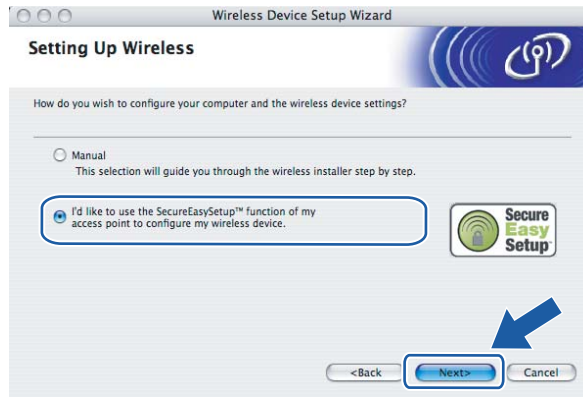 Wireless Device Setup Wizard
Setting Up Wireless
How do you wish to configure your computer and the wireless device settings?
Manual
This selection will guide you through the wireless installer step by step.
I'd like to use the SecureEasySetup™ function of my
access point to configure my wireless device.
Secure
Easy
Setup™
<Back Next> Cancel